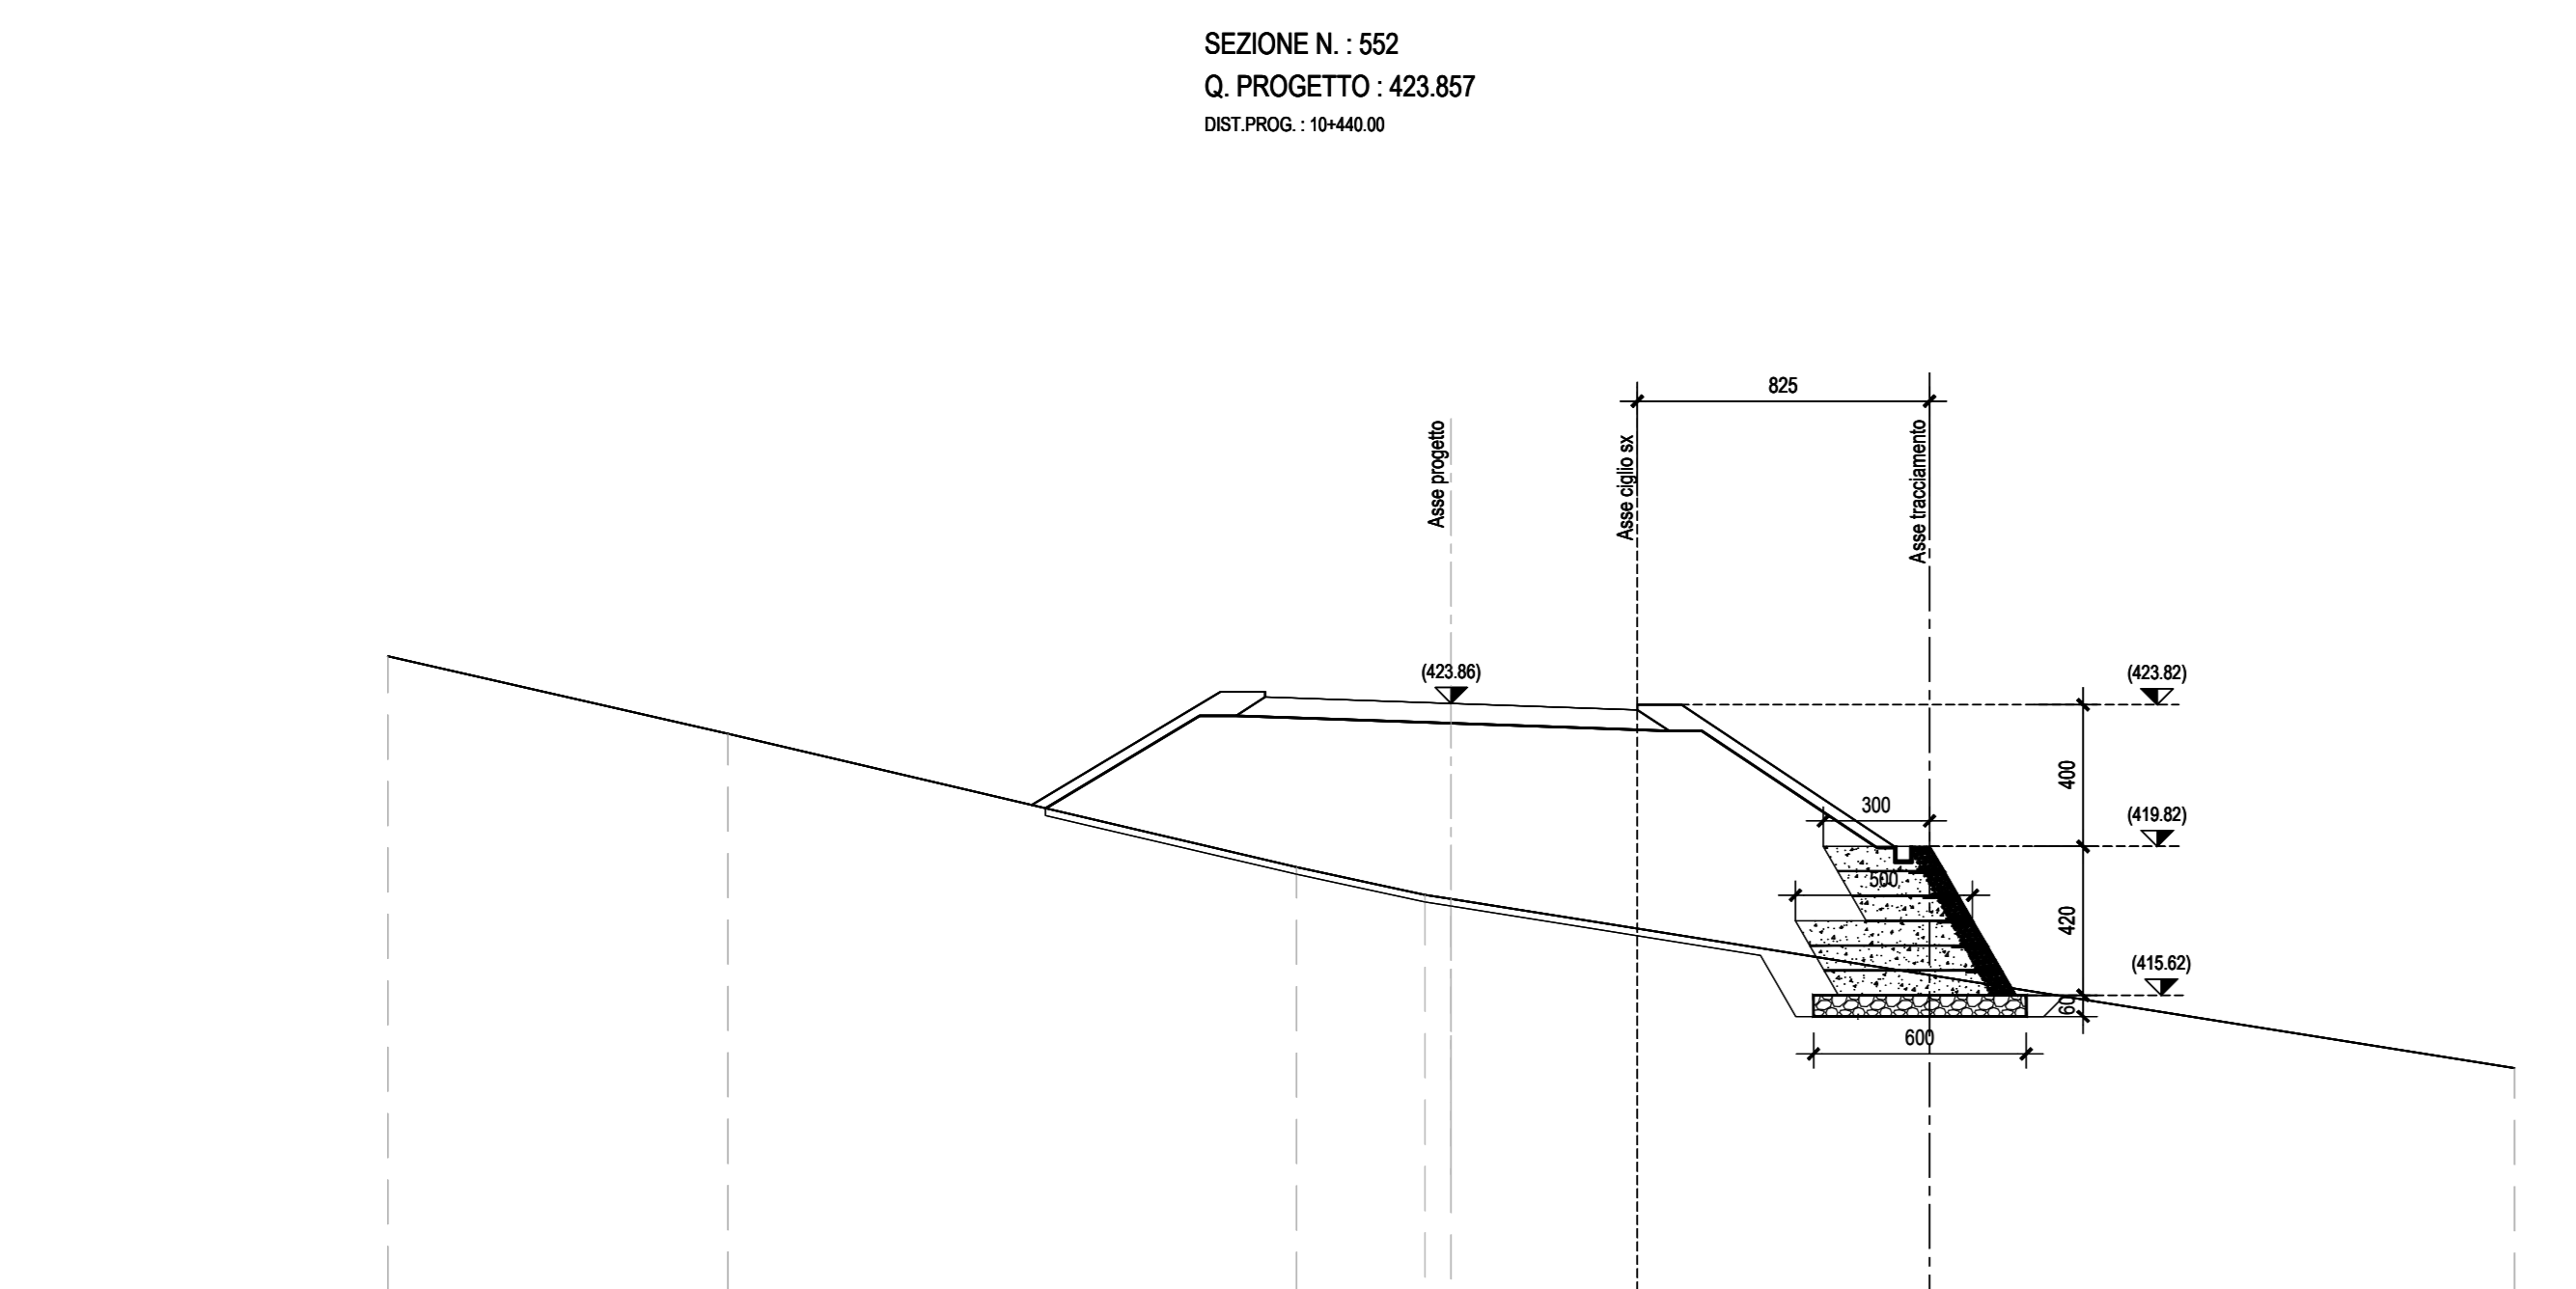 SEZIONE N. : 552
Q. PROGETTO : 423.857
DIST.PROG. : 10+440.00
825
Asse progetto
Asse ciglio sx
Asse tracciamento
(423.86)
(423.82)
400
300
(419.82)
500
420
(415.62)
60
600